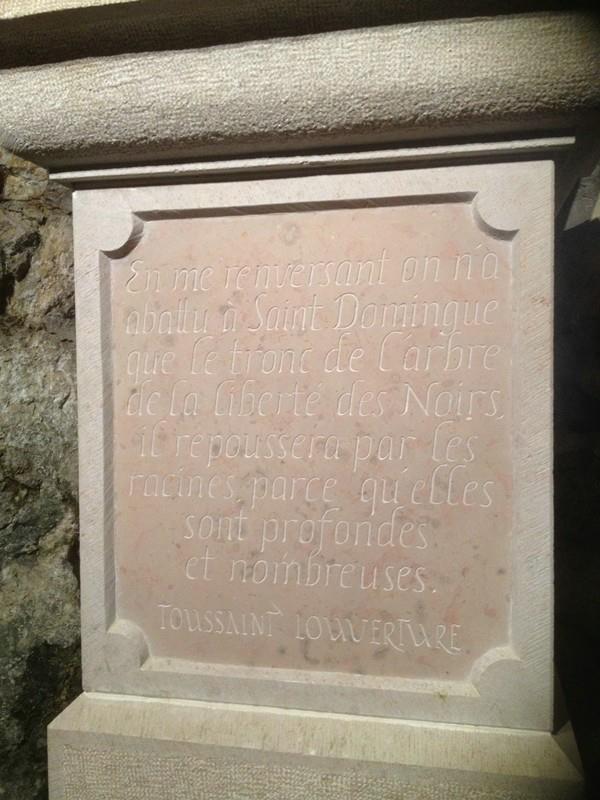 En me renversant on n'a
abattu à Saint Domingue
que le tronc de l'arbre
de la liberté des Noirs,
il repoussera par les
racines parce qu'elles
sont profondes
et nombreuses.
TOUSSAINT LOUVERTURE